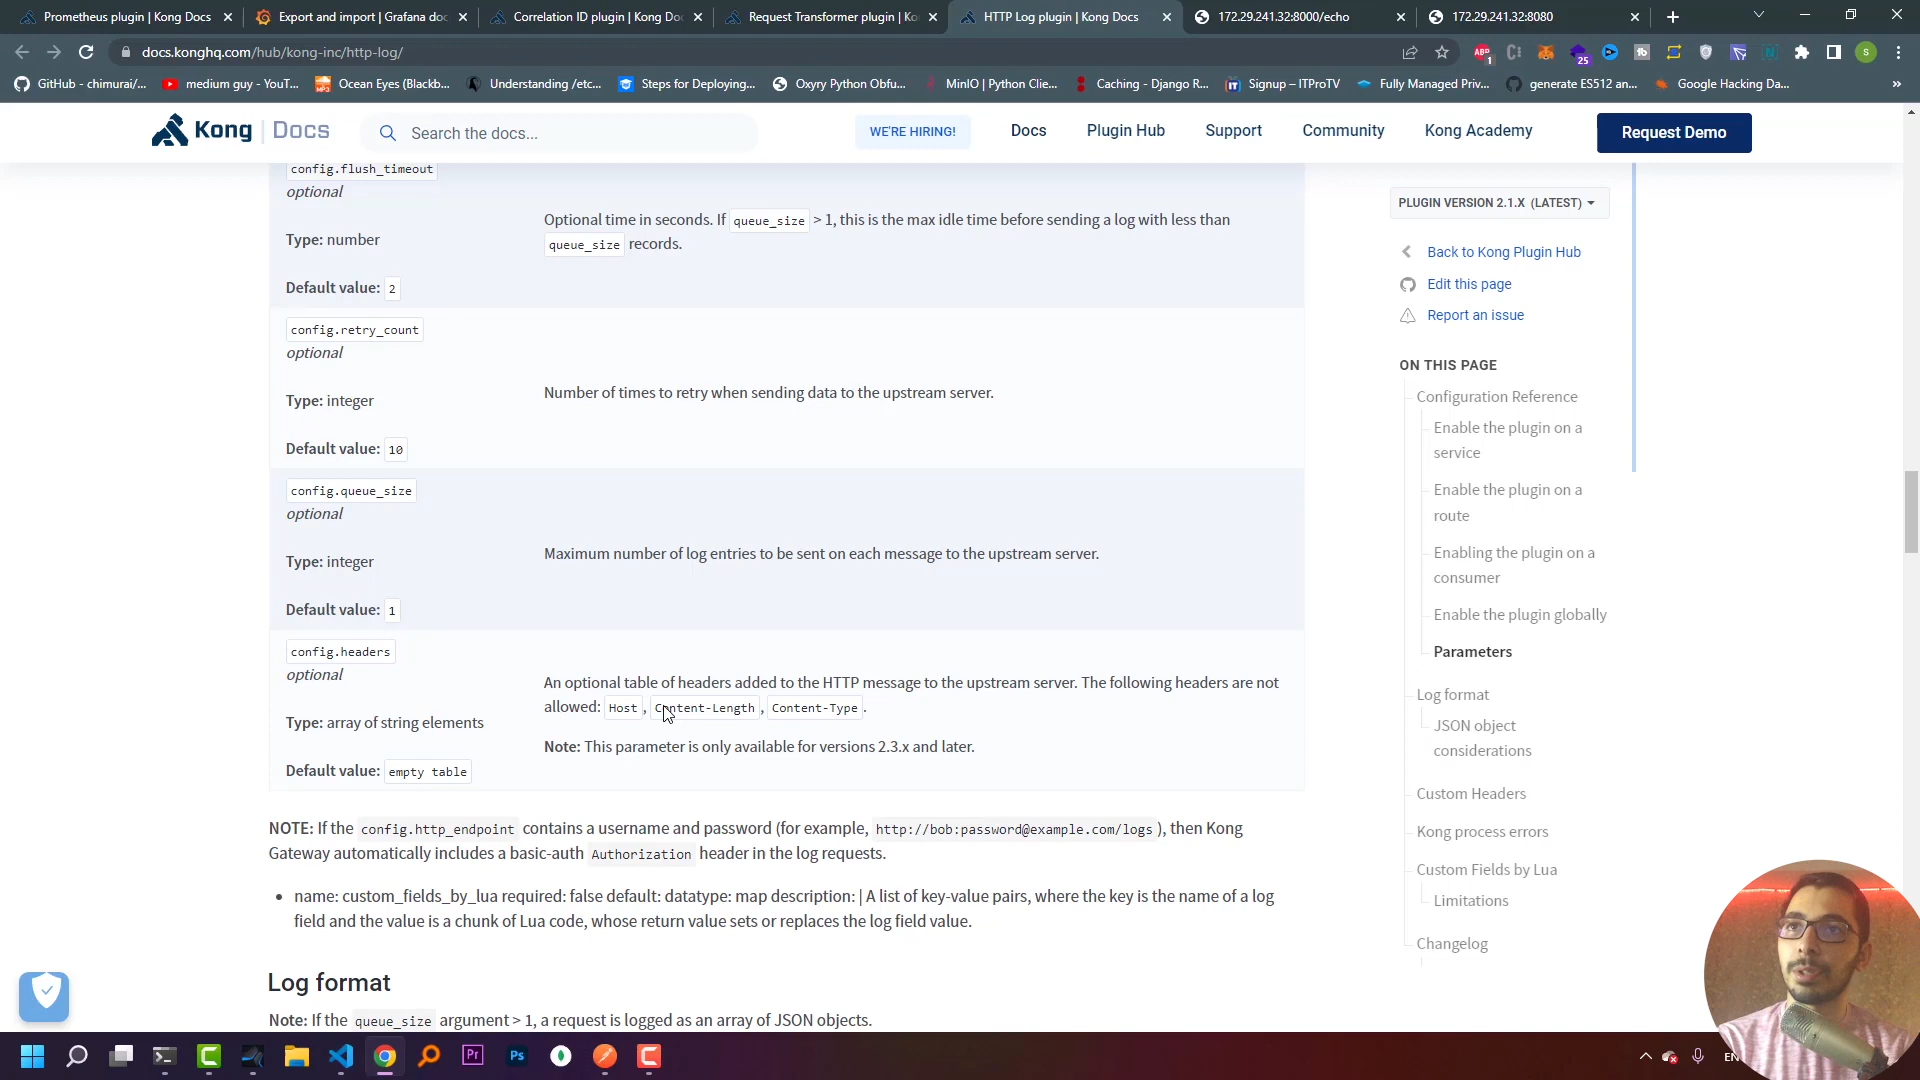 Prometheus plugin | Kong Docs
Export and import | Grafana doc
Correlation ID plugin | Kong Doc
Request Transformer plugin | Ko
HTTP Log plugin | Kong Docs
172.29.241.32:8000/echo
172.29.241.32:8080
docs.konghq.com/hub/kong-inc/http-log/
ABP
1
25
S
GitHub - chimurai/...
medium guy - YouT...
Ocean Eyes (Blackb...
Understanding /etc...
Steps for Deploying...
Oxyry Python Obfu...
MinIO | Python Clie...
Caching - Django R...
Signup – ITProTV
Fully Managed Priv...
generate ES512 an...
Google Hacking Da...
»
Kong | Docs
Search the docs...
WE'RE HIRING!
Docs
Plugin Hub
Support
Community
Kong Academy
Request Demo
config.flush_timeout
optional
Type: number
Default value: 2
Optional time in seconds. If queue_size > 1, this is the max idle time before sending a log with less than
queue_size records.
config.retry_count
optional
Type: integer
Default value: 10
Number of times to retry when sending data to the upstream server.
config.queue_size
optional
Type: integer
Default value: 1
Maximum number of log entries to be sent on each message to the upstream server.
config.headers
optional
Type: array of string elements
Default value: empty table
An optional table of headers added to the HTTP message to the upstream server. The following headers are not
allowed: Host , Content-Length , Content-Type .
Note: This parameter is only available for versions 2.3.x and later.
NOTE: If the config.http_endpoint contains a username and password (for example, http://bob:password@example.com/logs ), then Kong
Gateway automatically includes a basic-auth Authorization header in the log requests.
• name: custom_fields_by_lua required: false default: datatype: map description: | A list of key-value pairs, where the key is the name of a log
field and the value is a chunk of Lua code, whose return value sets or replaces the log field value.
Log format
Note: If the queue_size argument > 1, a request is logged as an array of JSON objects.
PLUGIN VERSION 2.1.X (LATEST)
Back to Kong Plugin Hub
Edit this page
Report an issue
ON THIS PAGE
Configuration Reference
Enable the plugin on a
service
Enable the plugin on a
route
Enabling the plugin on a
consumer
Enable the plugin globally
Parameters
Log format
JSON object
considerations
Custom Headers
Kong process errors
Custom Fields by Lua
Limitations
Changelog
Pr
Ps